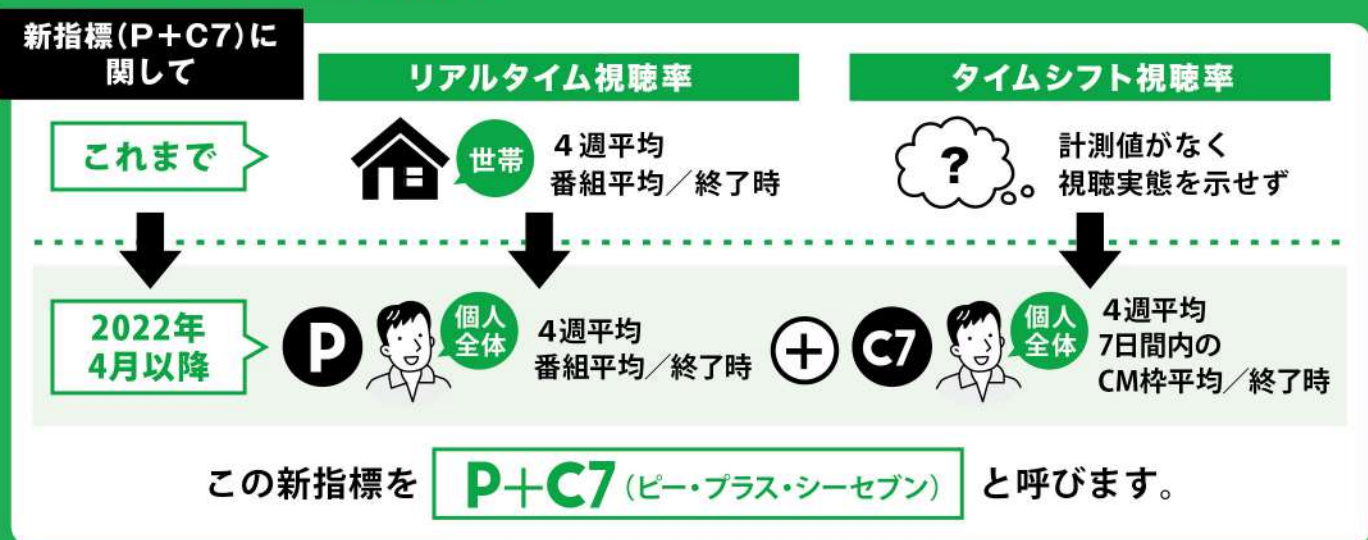 新指標(P+C7)に
関して
リアルタイム視聴率
タイムシフト視聴率
これまで
世帯
4週平均
番組平均/終了時
?
計測値がなく
視聴実態を示せず
2022年
4月以降
P
個人
全体
4週平均
番組平均/終了時
+
C7
個人
全体
4週平均
7日間内の
CM枠平均/終了時
この新指標を P+C7(ピー・プラス・シーセブン) と呼びます。